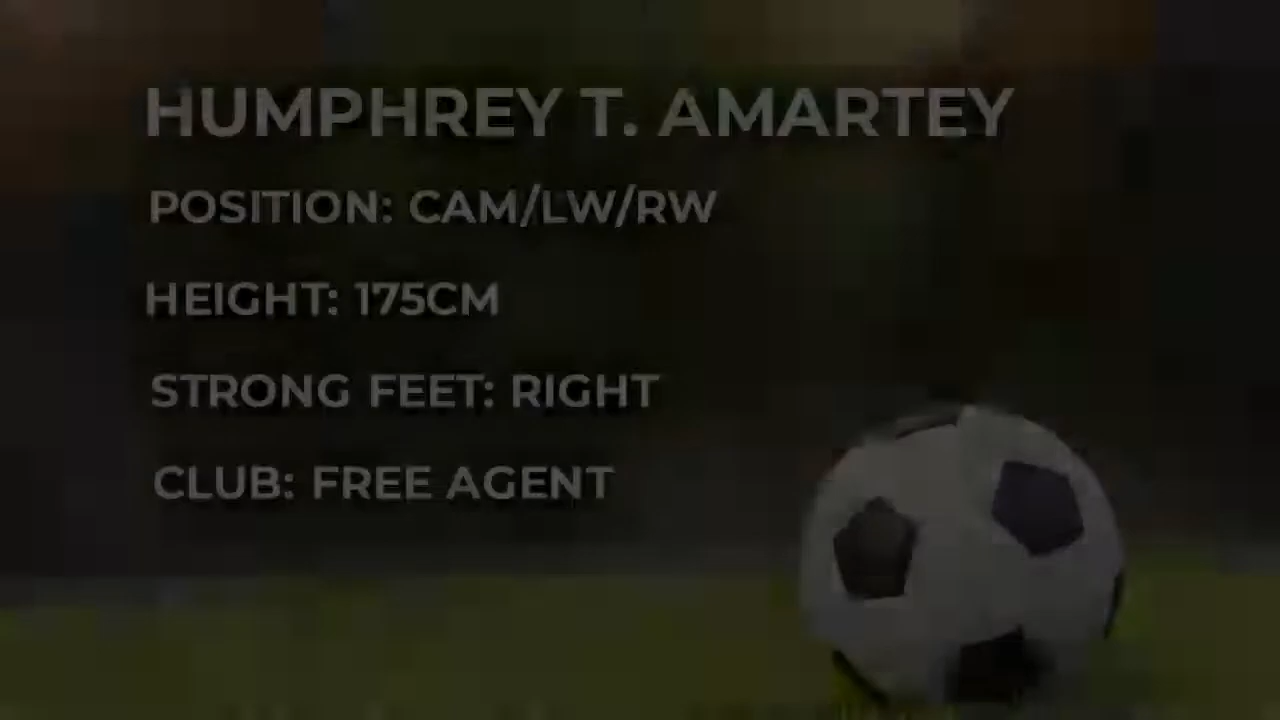 HUMPHREY T. AMARTEY
POSITION: CAM/LW/RW
HEIGHT: 175CM
STRONG FEET: RIGHT
CLUB: FREE AGENT